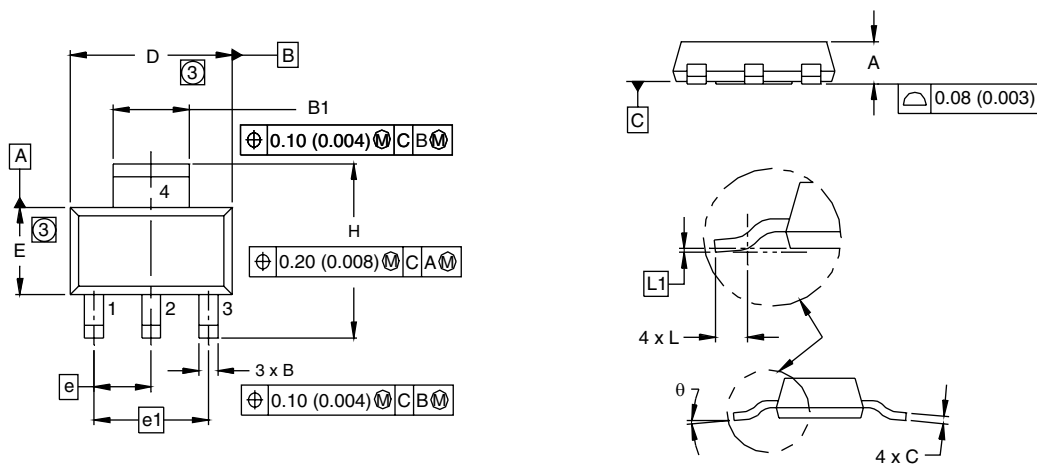 D
B
3
B1
⌖ 0.10 (0.004) Ⓜ C B Ⓜ
A
4
3
E
H
⌖ 0.20 (0.008) Ⓜ C A Ⓜ
1 2 3
e
3 x B
e1
⌖ 0.10 (0.004) Ⓜ C B Ⓜ
A
C
⌓ 0.08 (0.003)
L1
4 x L
θ
4 x C